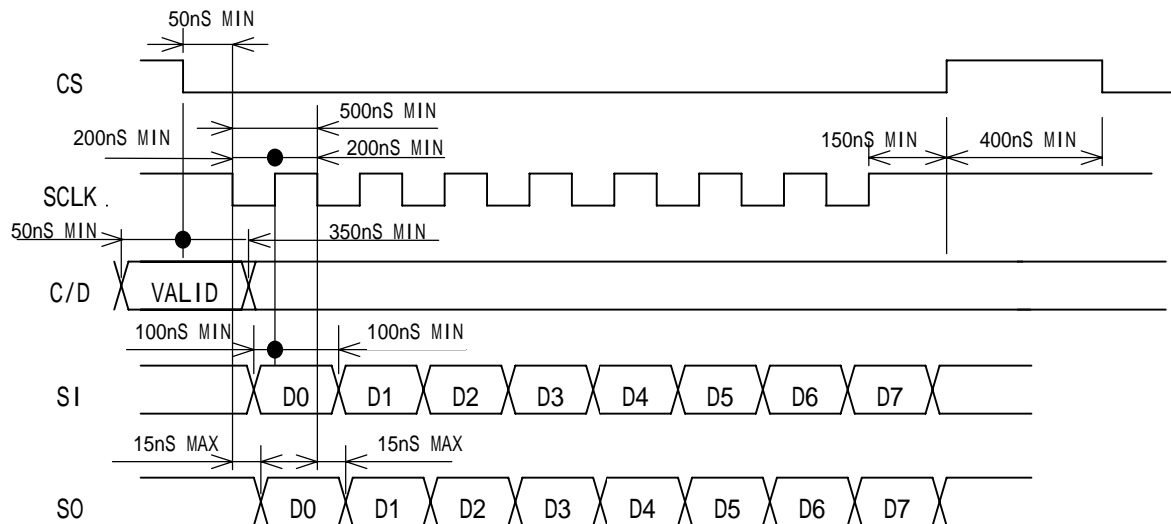 50nS MIN
CS
500nS MIN
200nS MIN
200nS MIN
150nS MIN
400nS MIN
SCLK .
50nS MIN
350nS MIN
C/D
VALID
100nS MIN
100nS MIN
SI
D0 D1 D2 D3 D4 D5 D6 D7
15nS MAX
15nS MAX
SO
D0 D1 D2 D3 D4 D5 D6 D7